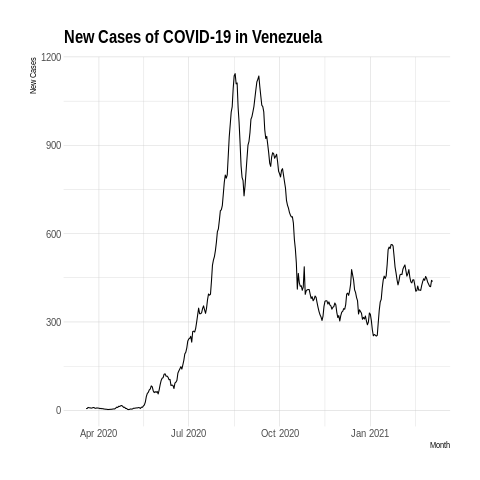 New Cases of COVID-19 in Venezuela
New Cases
1200
900
600
300
0
Apr 2020 Jul 2020 Oct 2020 Jan 2021
Month